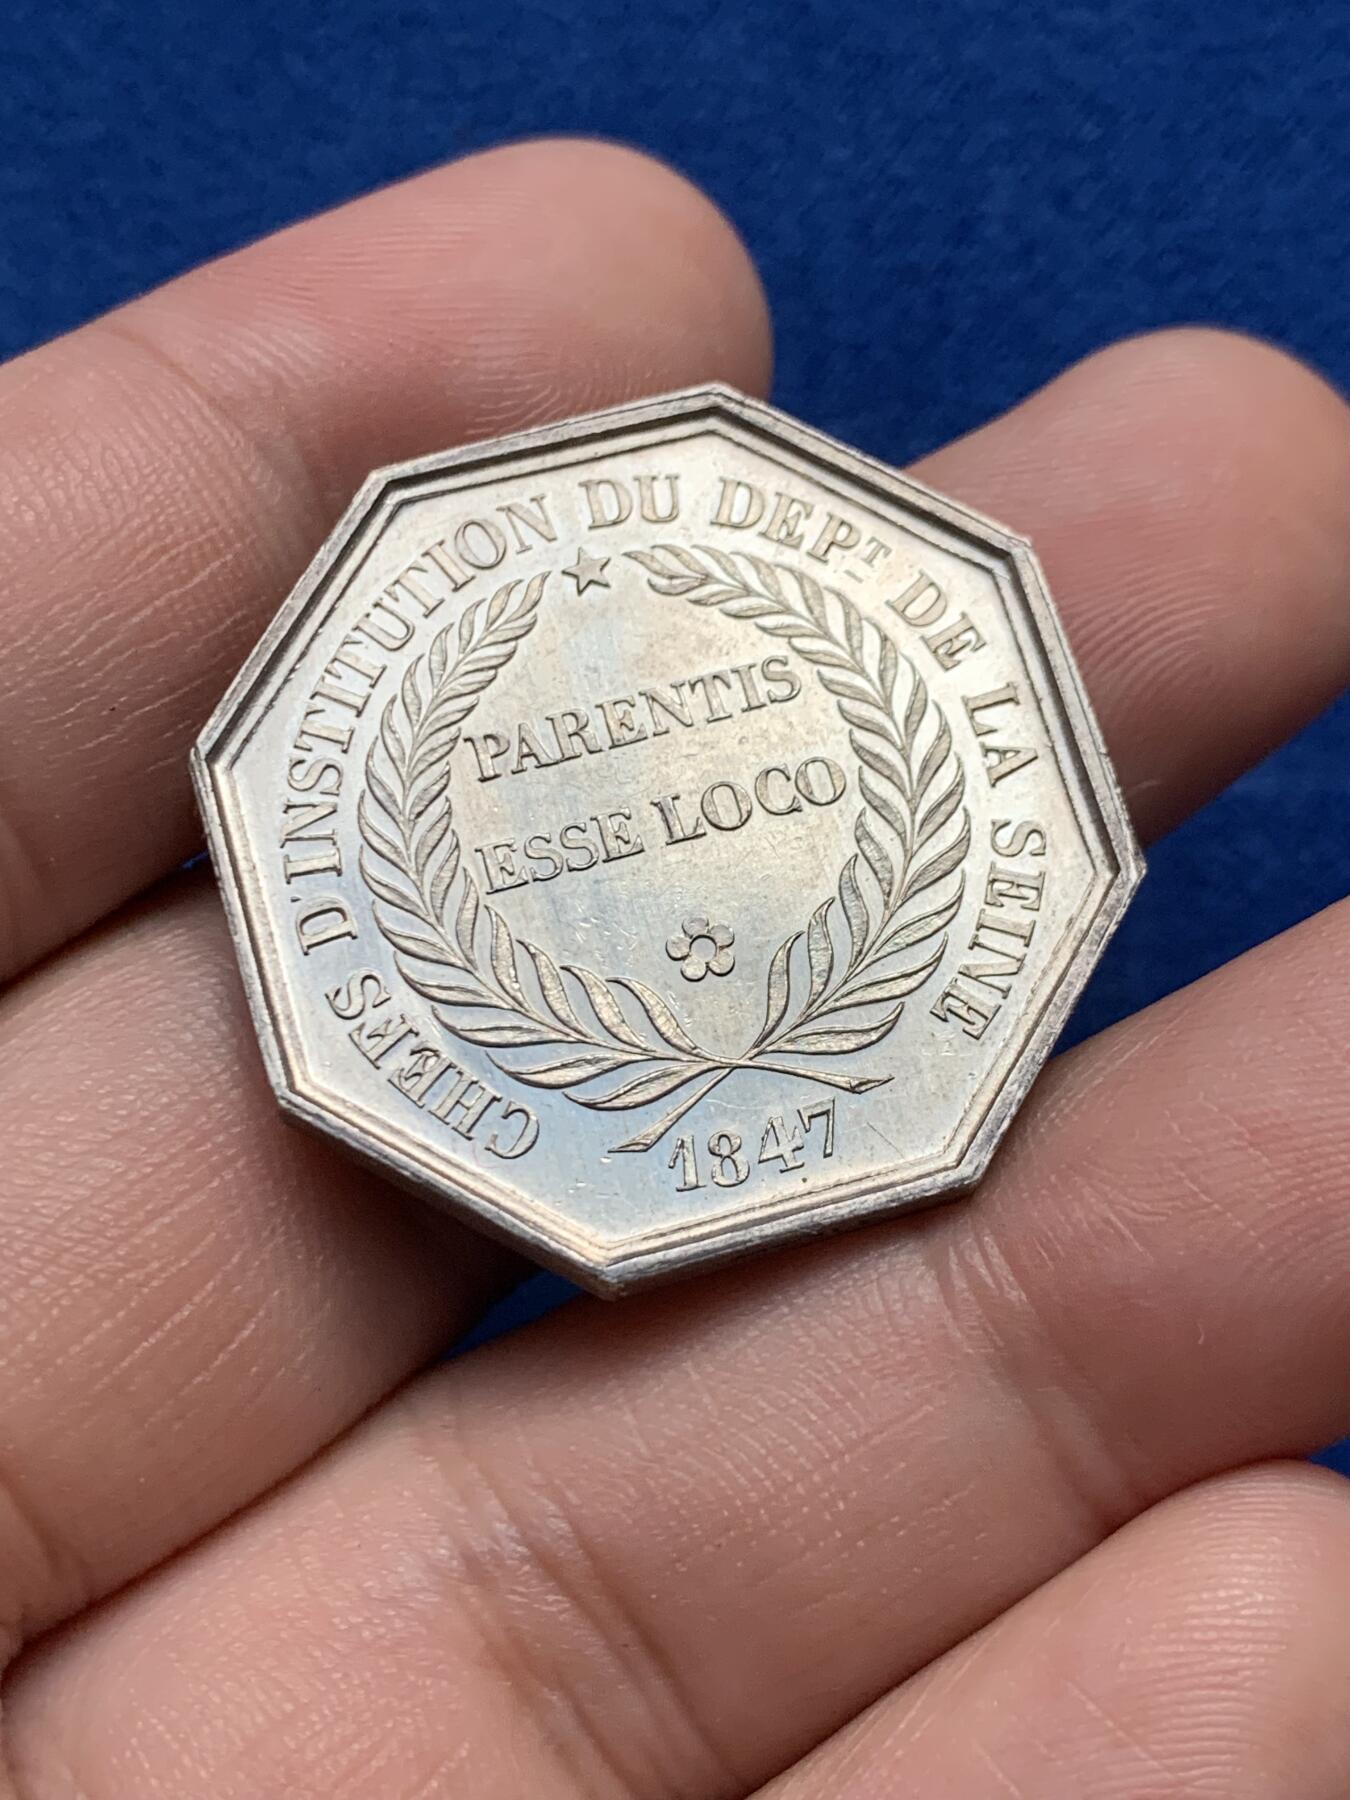 CHEFS D'INSTITUTION DU DEPT DE LA SEINE
PARENTIS
ESSE LOCO
1847